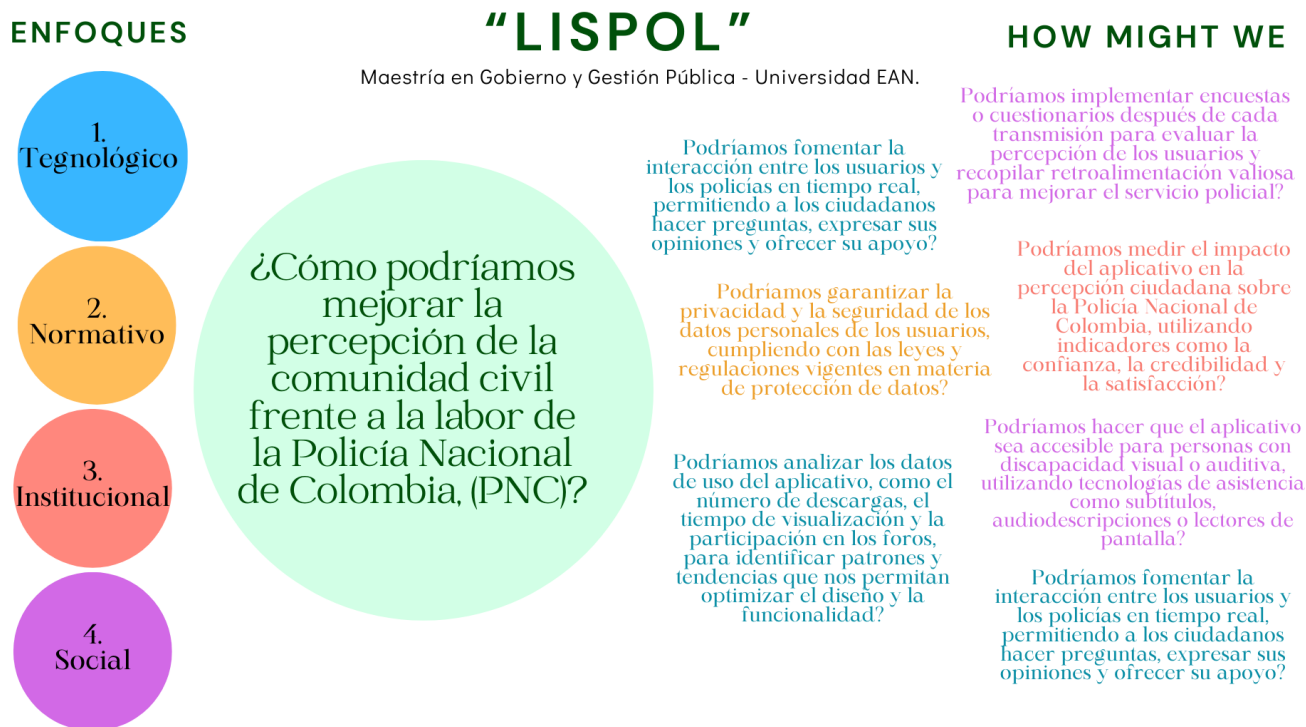 ENFOQUES
1.
Tegnológico
2.
Normativo
3.
Institucional
4.
Social
“LISPOL”
Maestría en Gobierno y Gestión Pública - Universidad EAN.
¿Cómo podríamos
mejorar la
percepción de la
comunidad civil
frente a la labor de
la Policía Nacional
de Colombia, (PNC)?
Podríamos fomentar la
interacción entre los usuarios y
los policías en tiempo real,
permitiendo a los ciudadanos
hacer preguntas, expresar sus
opiniones y ofrecer su apoyo?
Podríamos garantizar la
privacidad y la seguridad de los
datos personales de los usuarios,
cumpliendo con las leyes y
regulaciones vigentes en materia
de protección de datos?
Podríamos analizar los datos
de uso del aplicativo, como el
número de descargas, el
tiempo de visualización y la
participación en los foros,
para identificar patrones y
tendencias que nos permitan
optimizar el diseño y la
funcionalidad?
HOW MIGHT WE
Podríamos implementar encuestas
o cuestionarios después de cada
transmisión para evaluar la
percepción de los usuarios y
recopilar retroalimentación valiosa
para mejorar el servicio policial?
Podríamos medir el impacto
del aplicativo en la
percepción ciudadana sobre
la Policía Nacional de
Colombia, utilizando
indicadores como la
confianza, la credibilidad y
la satisfacción?
Podríamos hacer que el aplicativo
sea accesible para personas con
discapacidad visual o auditiva,
utilizando tecnologías de asistencia
como subtítulos,
audiodescripciones o lectores de
pantalla?
Podríamos fomentar la
interacción entre los usuarios y
los policías en tiempo real,
permitiendo a los ciudadanos
hacer preguntas, expresar sus
opiniones y ofrecer su apoyo?